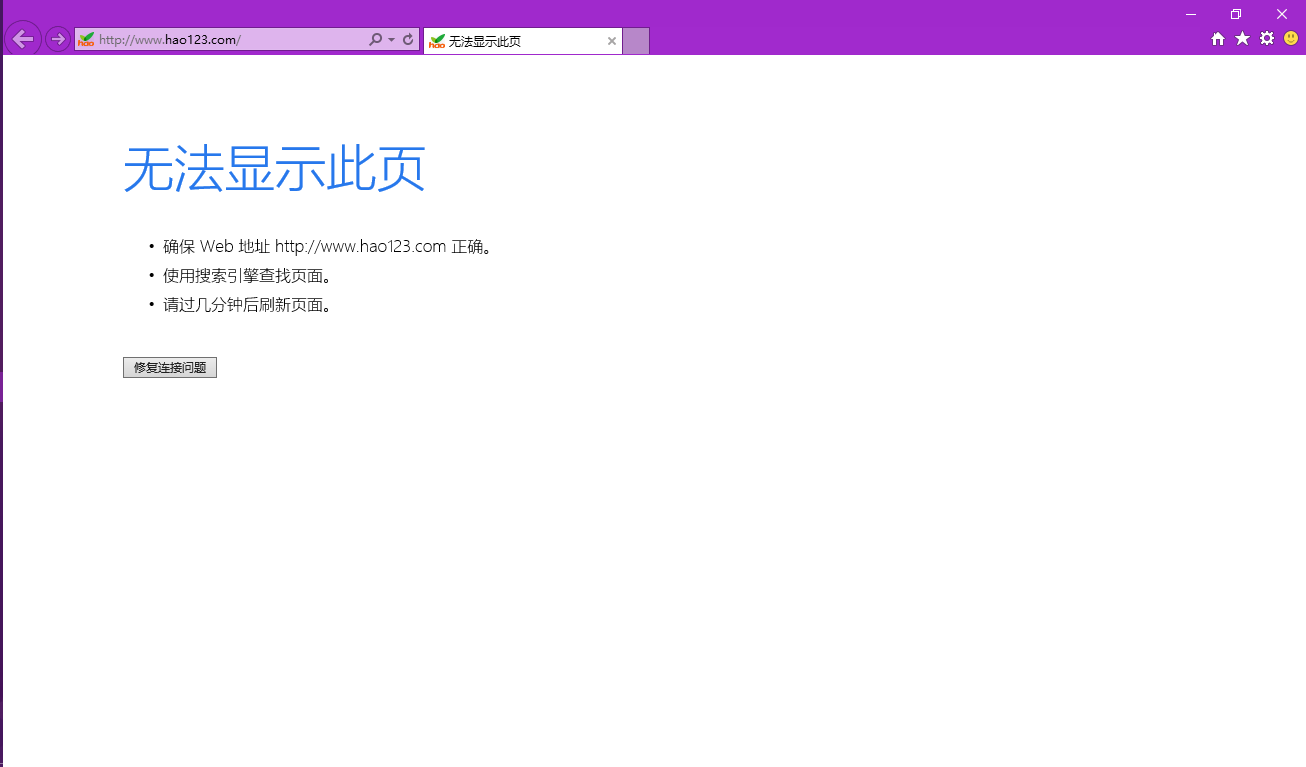 http://www.hao123.com/
无法显示此页
无法显示此页
• 确保 Web 地址 http://www.hao123.com 正确。
• 使用搜索引擎查找页面。
• 请过几分钟后刷新页面。
修复连接问题